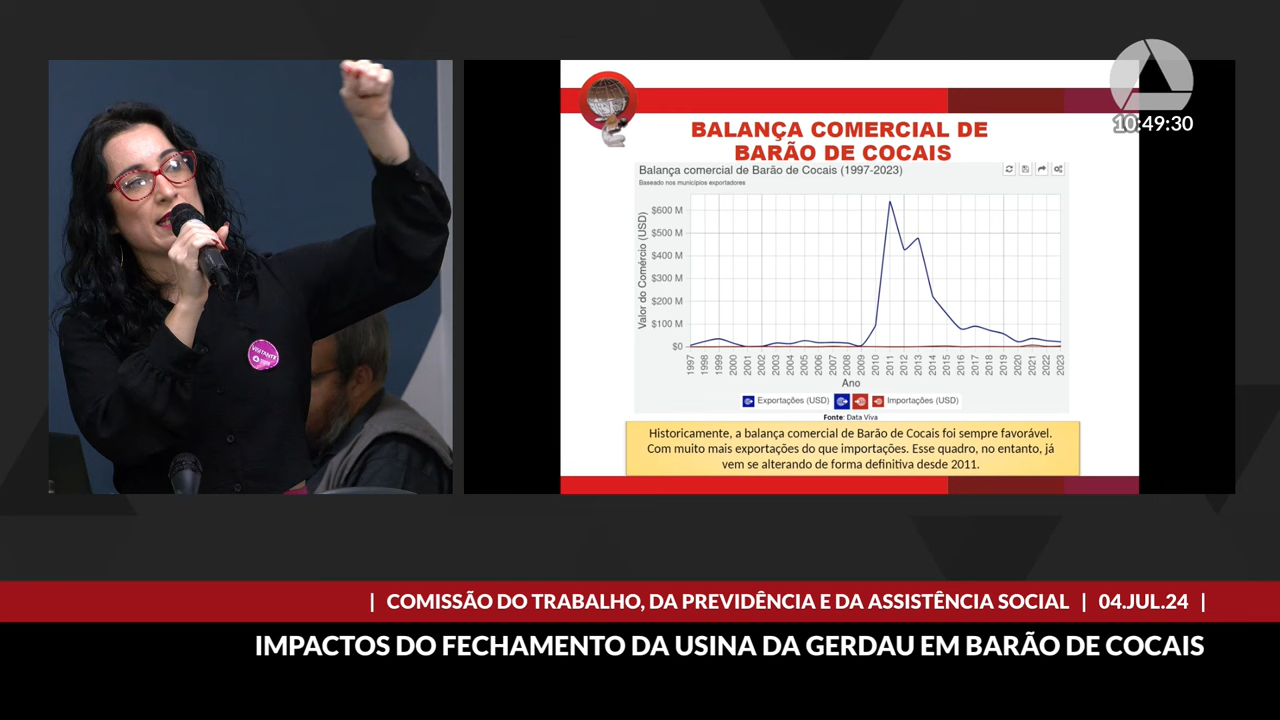 10:49:30
VISITANTE
BALANÇA COMERCIAL DE
BARÃO DE COCAIS
Balança comercial de Barão de Cocais (1997-2023)
Baseado nos municípios exportadores
Valor do Comércio (USD)
$600 M
$500 M
$400 M
$300 M
$200 M
$100 M
$0
1997 1998 1999 2000 2001 2002 2003 2004 2005 2006 2007 2008 2009 2010 2011 2012 2013 2014 2015 2016 2017 2018 2019 2020 2021 2022 2023
Ano
Exportações (USD) Importações (USD)
Fonte: Data Viva
Historicamente, a balança comercial de Barão de Cocais foi sempre favorável.
Com muito mais exportações do que importações. Esse quadro, no entanto, já
vem se alterando de forma definitiva desde 2011.
| COMISSÃO DO TRABALHO, DA PREVIDÊNCIA E DA ASSISTÊNCIA SOCIAL | 04.JUL.24 |
IMPACTOS DO FECHAMENTO DA USINA DA GERDAU EM BARÃO DE COCAIS